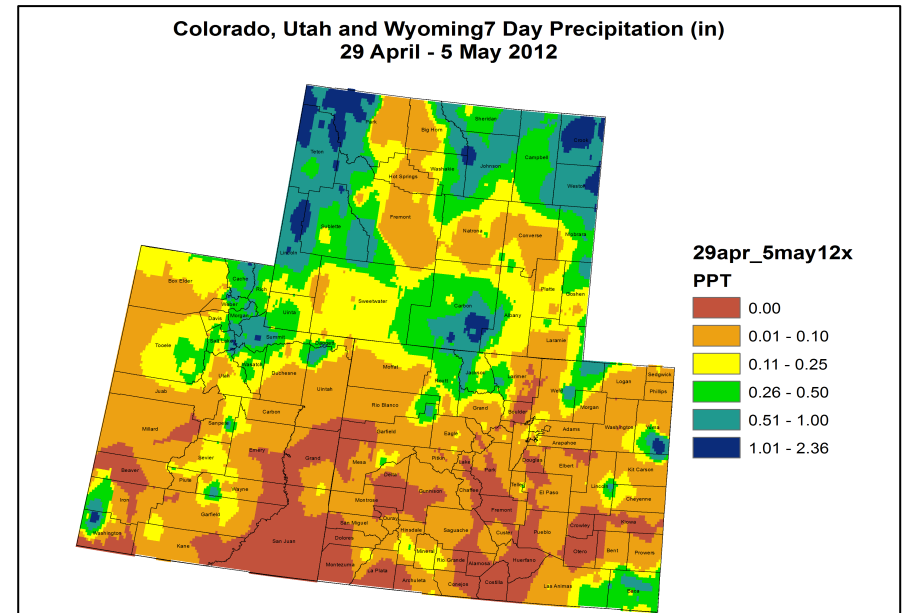 Colorado, Utah and Wyoming7 Day Precipitation (in)
29 April - 5 May 2012
Park
Big Horn
Sheridan
Campbell
Crook
Teton
Washakie
Johnson
Weston
Hot Springs
Fremont
Sublette
Natrona
Converse
Niobrara
Lincoln
Platte
Goshen
Sweetwater
Carbon
Albany
Uinta
Laramie
Box Elder
Cache
Rich
Weber
Morgan
Davis
Salt Lake
Summit
Daggett
Tooele
Wasatch
Utah
Duchesne
Uintah
Juab
Carbon
Millard
Sanpete
Emery
Grand
Sevier
Beaver
Piute
Wayne
Iron
Garfield
Washington
Kane
San Juan
Moffat
Routt
Jackson
Larimer
Weld
Logan
Sedgwick
Phillips
Morgan
Rio Blanco
Grand
Boulder
Washington
Yuma
Adams
Arapahoe
Garfield
Eagle
Pitkin
Lake
Park
Douglas
Elbert
Kit Carson
Mesa
Delta
Gunnison
Chaffee
Teller
El Paso
Lincoln
Cheyenne
Montrose
Fremont
Ouray
San Miguel
Hinsdale
Saguache
Custer
Pueblo
Crowley
Kiowa
Dolores
Mineral
Rio Grande
Alamosa
Huerfano
Otero
Bent
Prowers
Montezuma
La Plata
Archuleta
Conejos
Costilla
Las Animas
Baca
29apr_5may12x
PPT
0.00
0.01 - 0.10
0.11 - 0.25
0.26 - 0.50
0.51 - 1.00
1.01 - 2.36